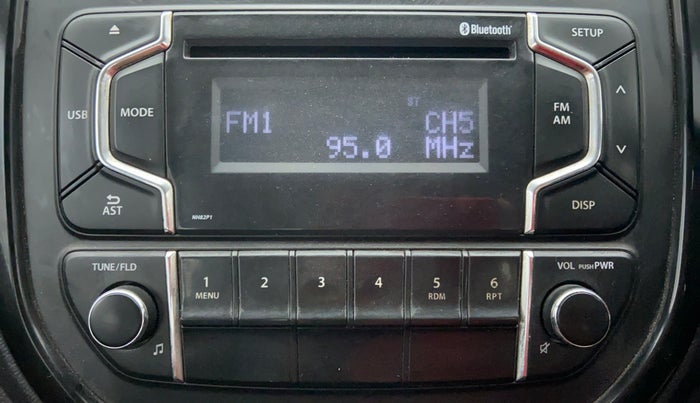 Bluetooth
SETUP
USB
MODE
FM
AM
ST
FM1
CH5
95.0 MHz
AST
DISP
NH82P1
TUNE/FLD
1
MENU
2
3
4
5
RDM
6
RPT
VOL PUSH PWR